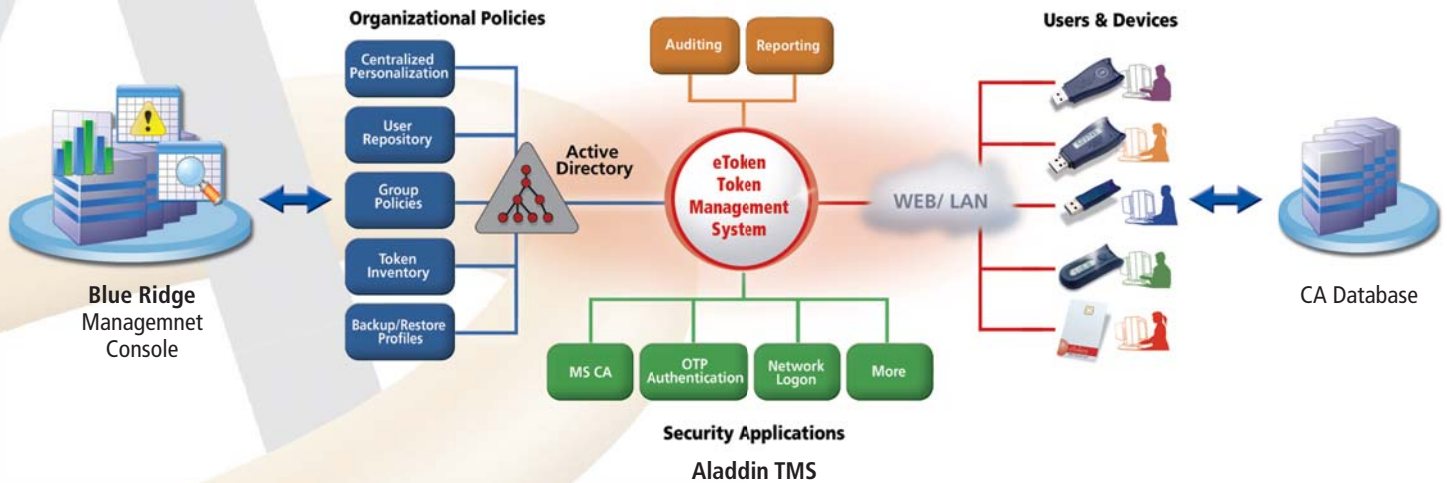 Organizational Policies
Users & Devices
Auditing
Reporting
Centralized
Personalization
User
Repository
Group
Policies
Token
Inventory
Backup/Restore
Profiles
Active
Directory
eToken
Token
Management
System
WEB/ LAN
Blue Ridge
Managemnet
Console
CA Database
MS CA
OTP
Authentication
Network
Logon
More
Security Applications
Aladdin TMS